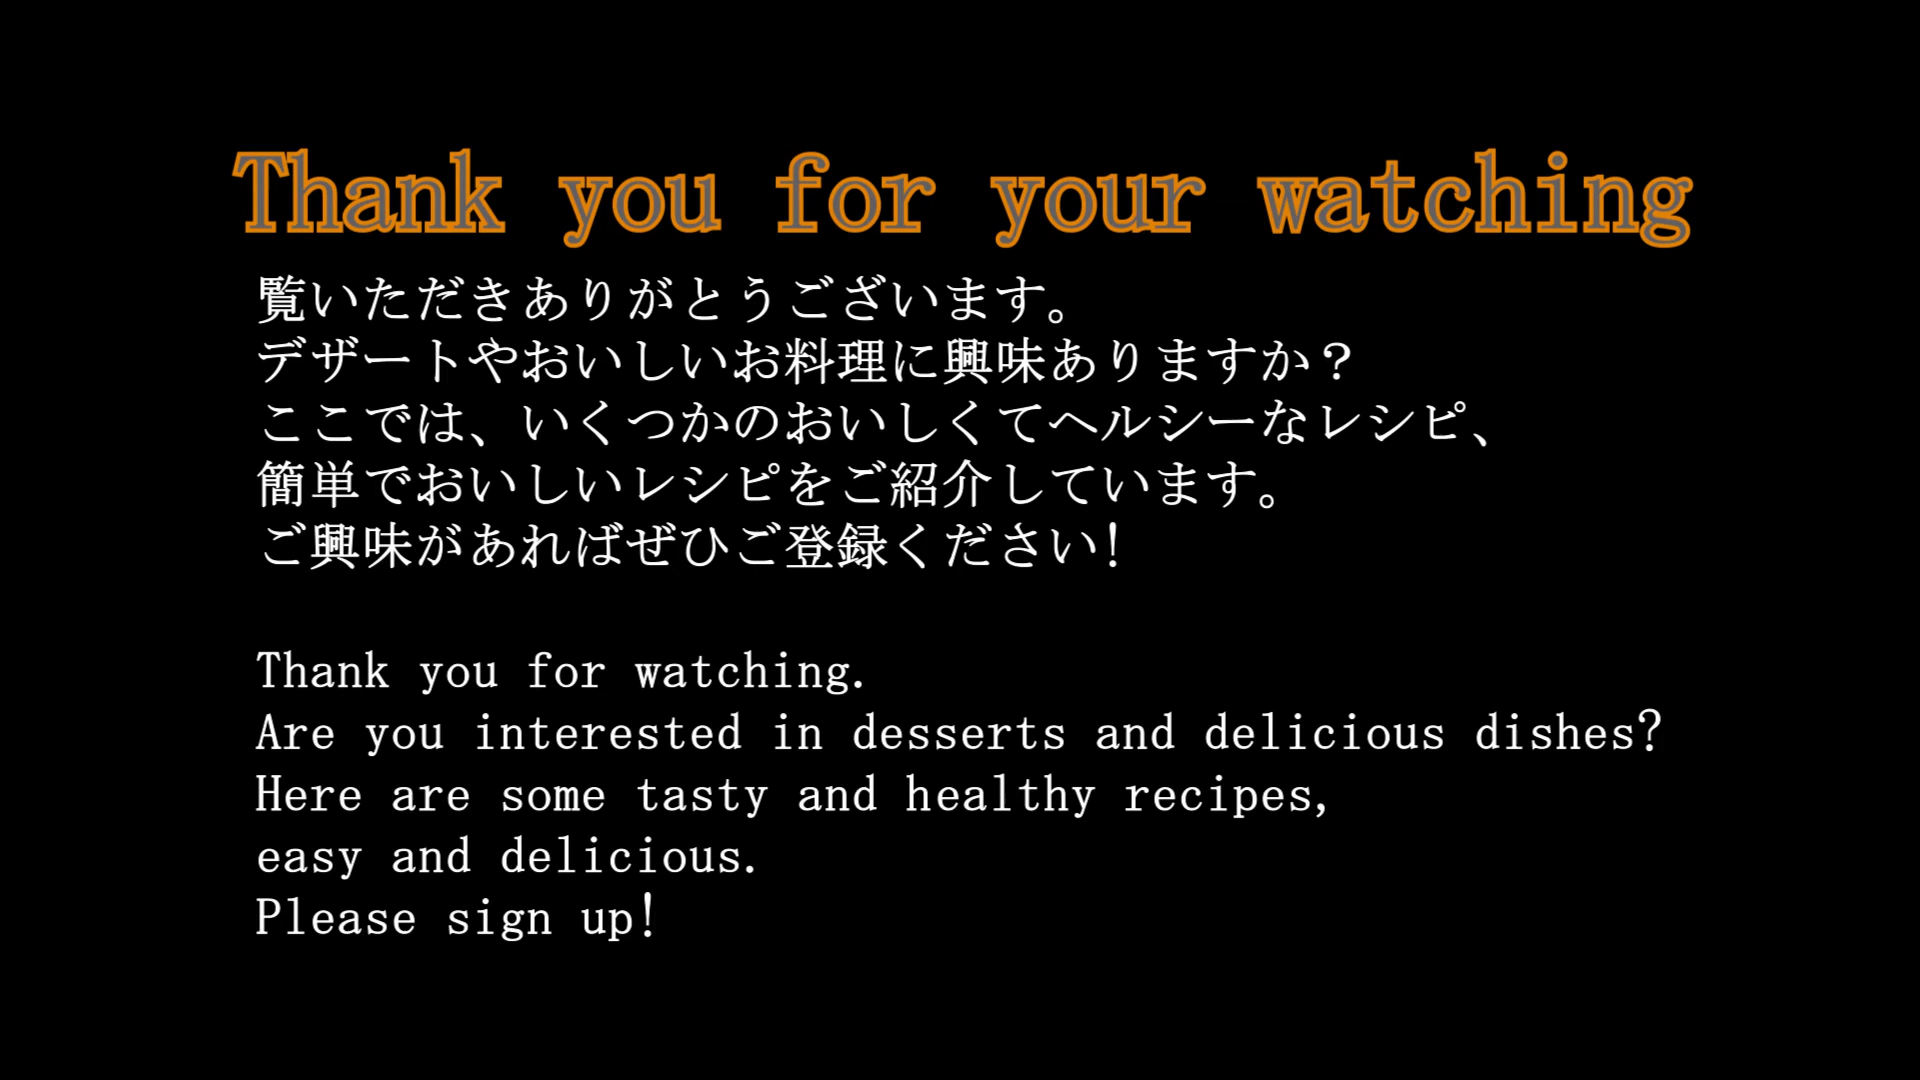 Thank you for your watching
覧いただきありがとうございます。
デザートやおいしいお料理に興味ありますか？
ここでは、いくつかのおいしくてヘルシーなレシピ、
簡単でおいしいレシピをご紹介しています。
ご興味があればぜひご登録ください!
Thank you for watching.
Are you interested in desserts and delicious dishes?
Here are some tasty and healthy recipes,
easy and delicious.
Please sign up!